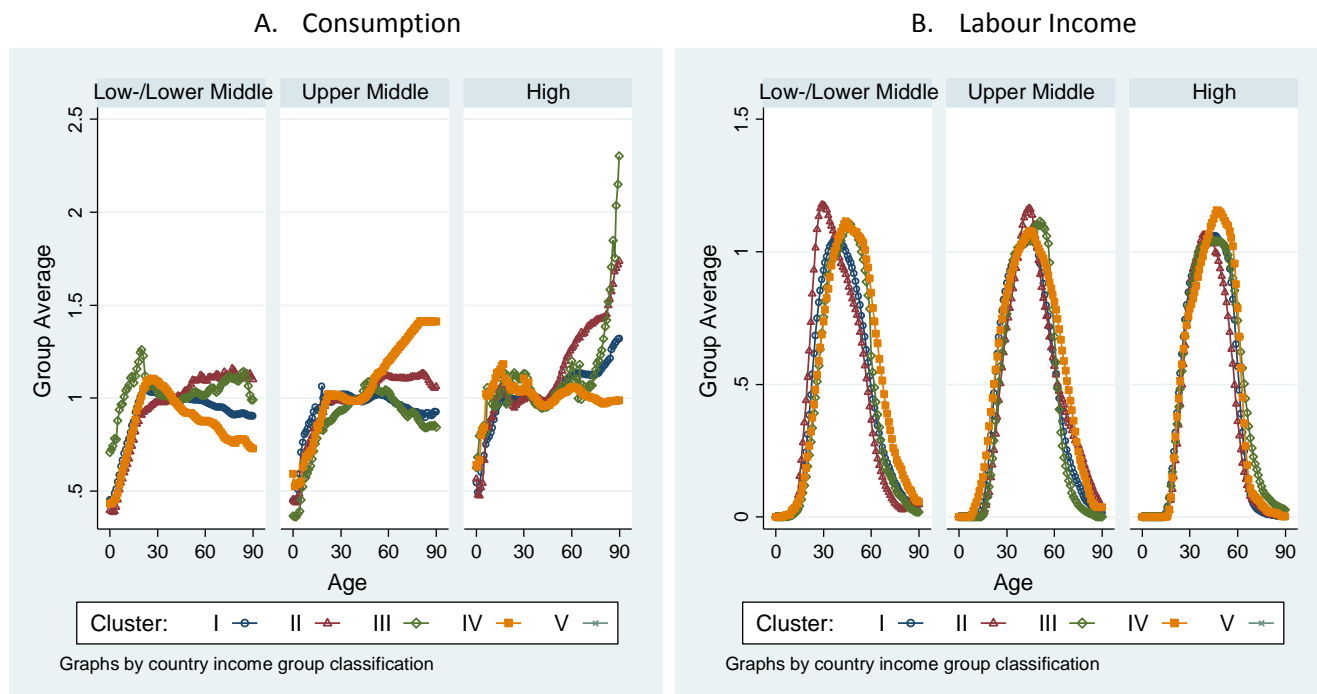 A. Consumption
Low-/Lower Middle Upper Middle High
2.5
2
1.5
1
.5
Group Average
0 30 60 90 0 30 60 90 0 30 60 90
Age
Cluster: I II III IV V
Graphs by country income group classification
B. Labour Income
Low-/Lower Middle Upper Middle High
1.5
1
.5
0
Group Average
0 30 60 90 0 30 60 90 0 30 60 90
Age
Cluster: I II III IV V
Graphs by country income group classification